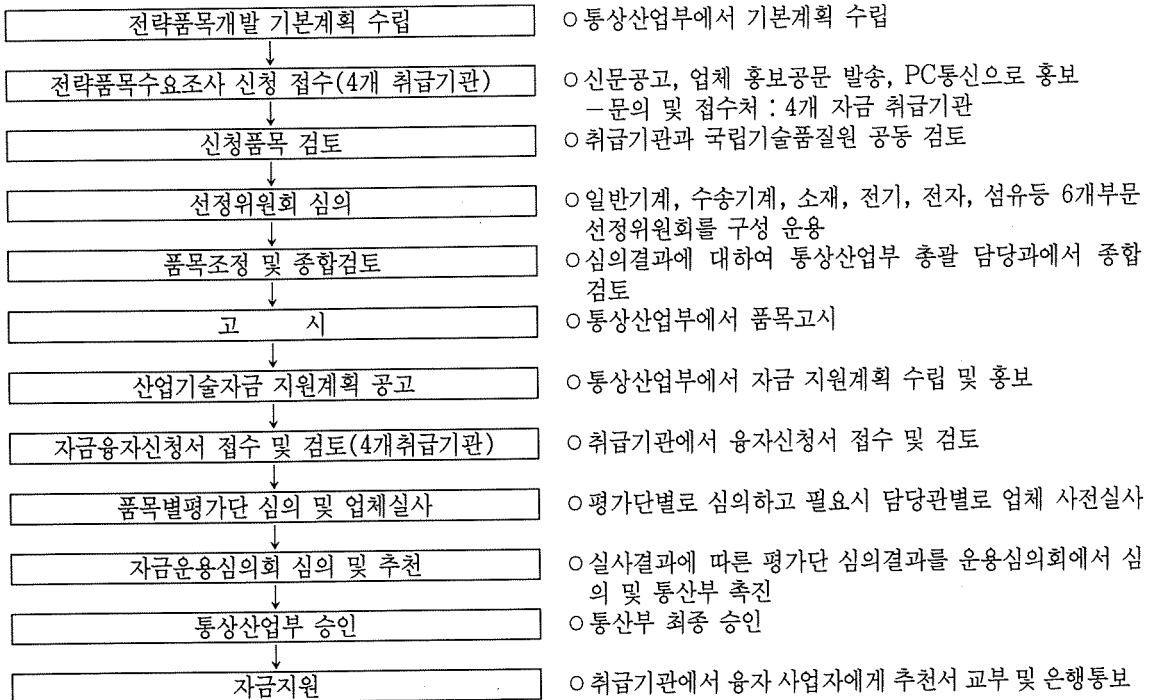 전략품목개발 기본계획 수립
○ 통상산업부에서 기본계획 수립
전략품목수요조사 신청 접수(4개 취급기관)
○ 신문공고, 업체 홍보공문 발송, PC통신으로 홍보
－문의 및 접수처 : 4개 자금 취급기관
신청품목 검토
○ 취급기관과 국립기술품질원 공동 검토
선정위원회 심의
○ 일반기계, 수송기계, 소재, 전기, 전자, 섬유등 6개부문
선정위원회를 구성 운용
품목조정 및 종합검토
○ 심의결과에 대하여 통상산업부 총괄 담당과에서 종합
검토
고 시
○ 통상산업부에서 품목고시
산업기술자금 지원계획 공고
○ 통상산업부에서 자금 지원계획 수립 및 홍보
자금융자신청서 접수 및 검토(4개취급기관)
○ 취급기관에서 융자신청서 접수 및 검토
품목별평가단 심의 및 업체실사
○ 평가단별로 심의하고 필요시 담당관별로 업체 사전실사
자금운용심의회 심의 및 추천
○ 실사결과에 따른 평가단 심의결과를 운용심의회에서 심
의 및 통산부 촉진
통상산업부 승인
○ 통산부 최종 승인
자금지원
○ 취급기관에서 융자 사업자에게 추천서 교부 및 은행통보